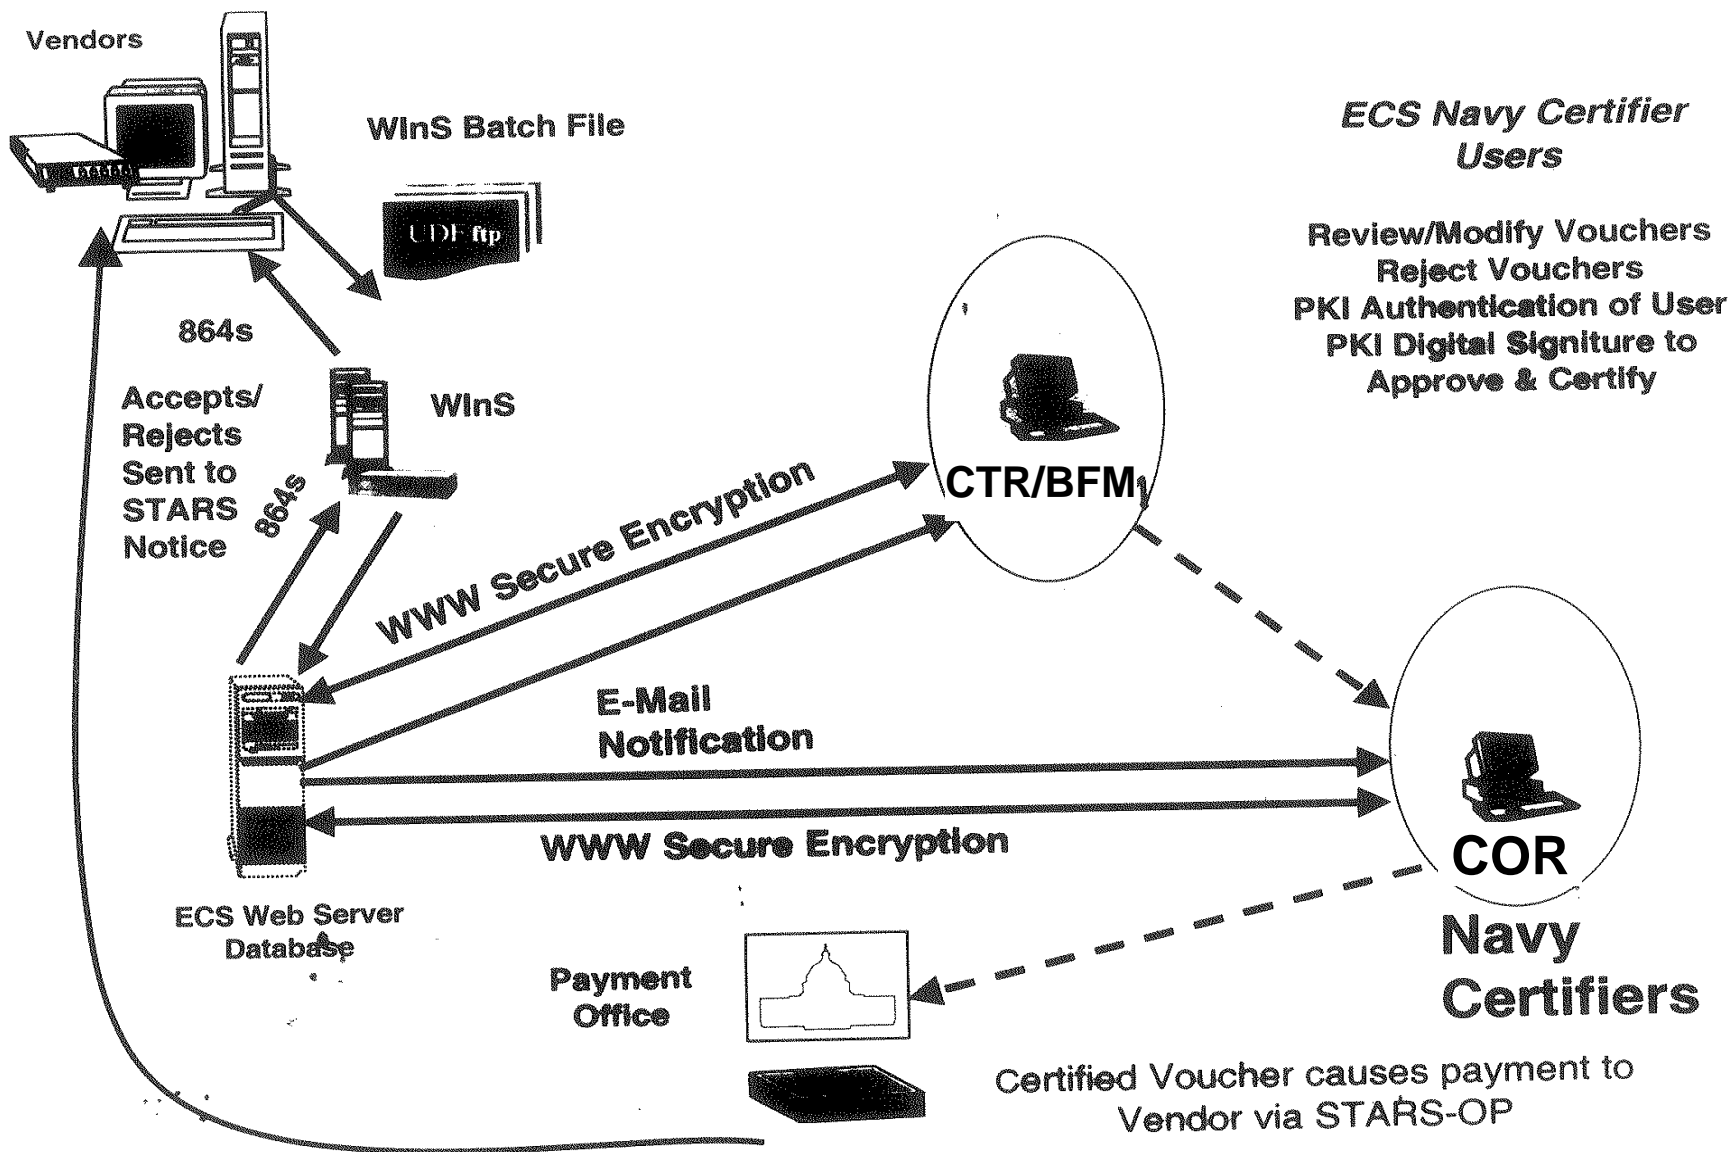 Vendors
WInS Batch File
UDF ftp
ECS Navy Certifier
Users
Review/Modify Vouchers
Reject Vouchers
PKI Authentication of User
PKI Digital Signiture to
Approve & Certify
864s
Accepts/
Rejects
Sent to
STARS
Notice
864s
WInS
WWW Secure Encryption
CTR/BFM
E-Mail
Notification
WWW Secure Encryption
COR
Navy
Certifiers
ECS Web Server
Database
Payment
Office
Certified Voucher causes payment to
Vendor via STARS-OP